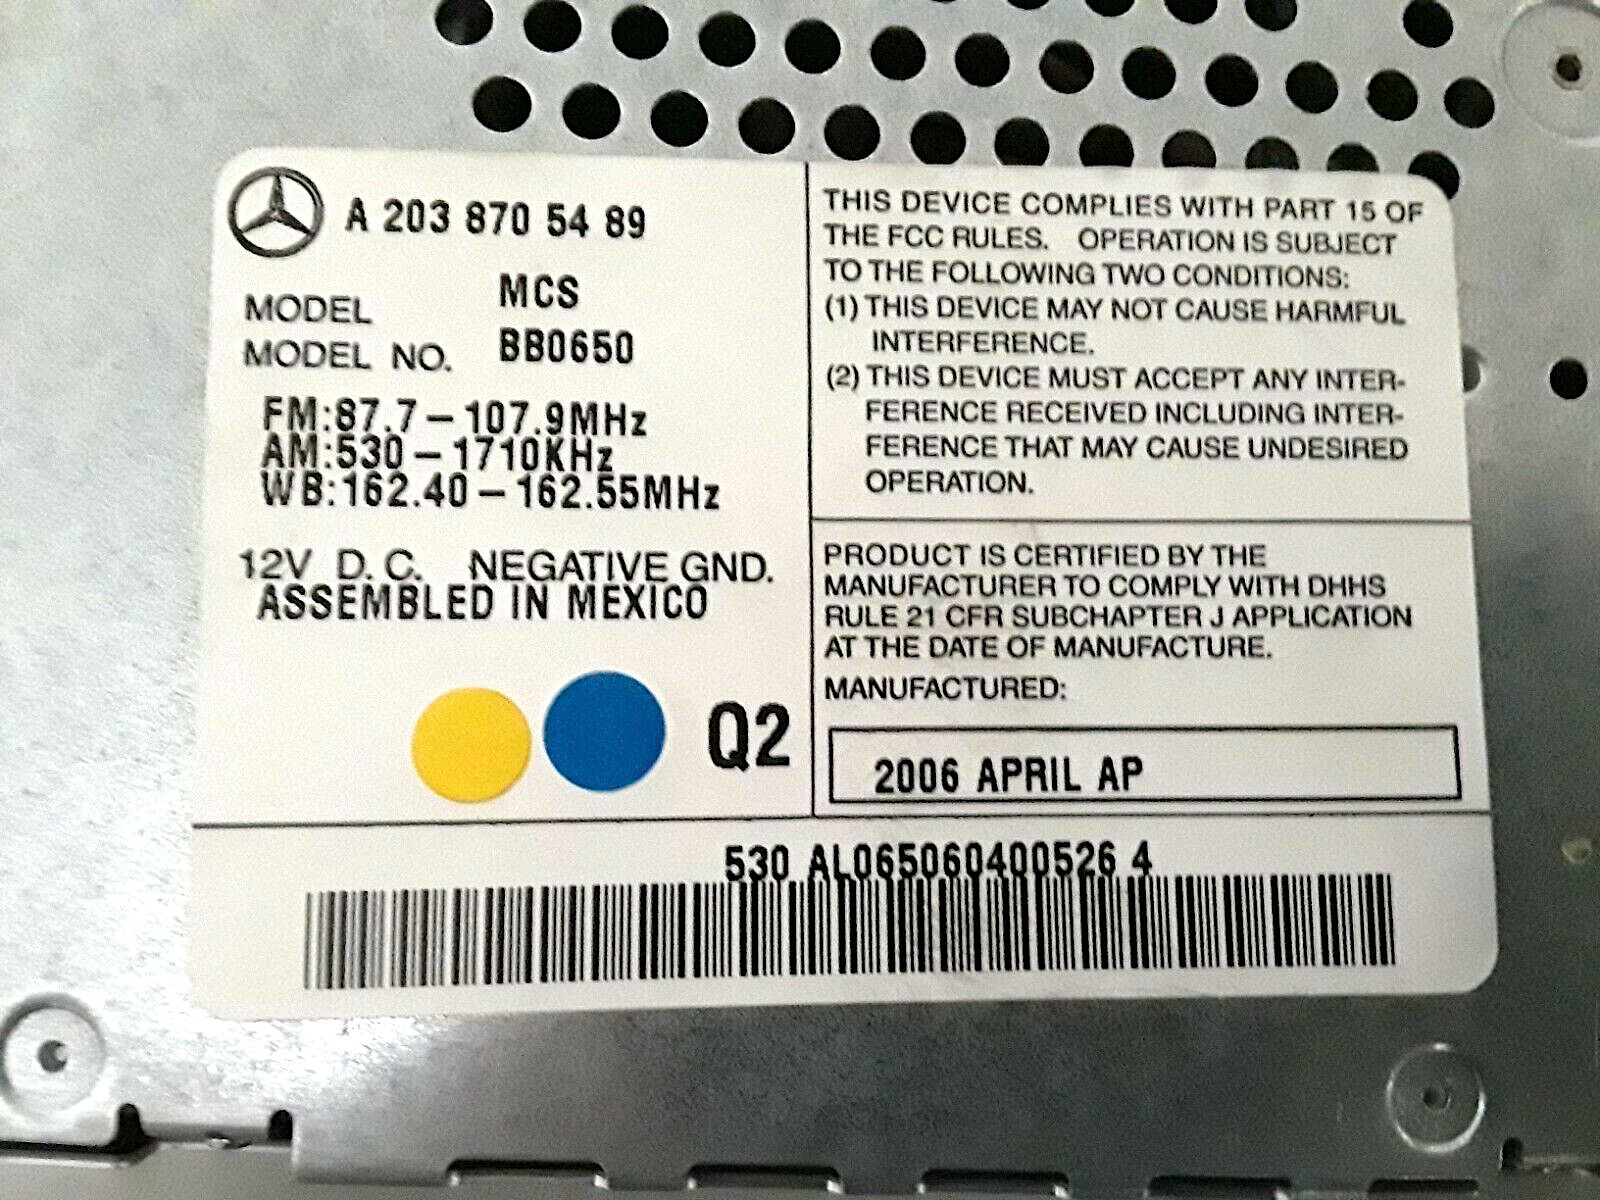 A 203 870 54 89
MODEL MCS
MODEL NO. BB0650
FM:87.7-107.9MHz
AM:530-1710KHz
WB:162.40-162.55MHz
12V D.C. NEGATIVE GND.
ASSEMBLED IN MEXICO
Q2
THIS DEVICE COMPLIES WITH PART 15 OF
THE FCC RULES. OPERATION IS SUBJECT
TO THE FOLLOWING TWO CONDITIONS:
(1) THIS DEVICE MAY NOT CAUSE HARMFUL
INTERFERENCE.
(2) THIS DEVICE MUST ACCEPT ANY INTER-
FERENCE RECEIVED INCLUDING INTER-
FERENCE THAT MAY CAUSE UNDESIRED
OPERATION.
PRODUCT IS CERTIFIED BY THE
MANUFACTURER TO COMPLY WITH DHHS
RULE 21 CFR SUBCHAPTER J APPLICATION
AT THE DATE OF MANUFACTURE.
MANUFACTURED:
2006 APRIL AP
530 AL065060400526 4